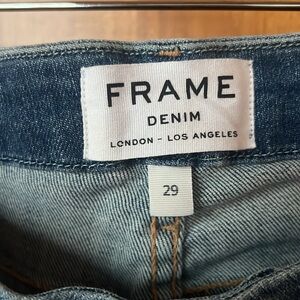 FRAME
DENIM
LONDON - LOS ANGELES
29